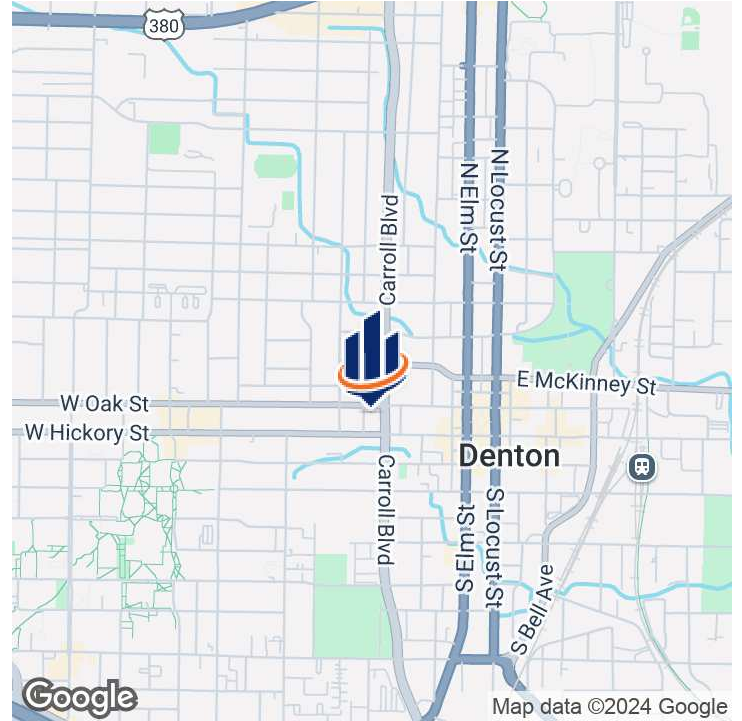 380
N Elm St
N Locust St
Carroll Blvd
E McKinney St
W Oak St
W Hickory St
Denton
Carroll Blvd
S Elm St
S Locust St
S Bell Ave
Google
Map data ©2024 Google